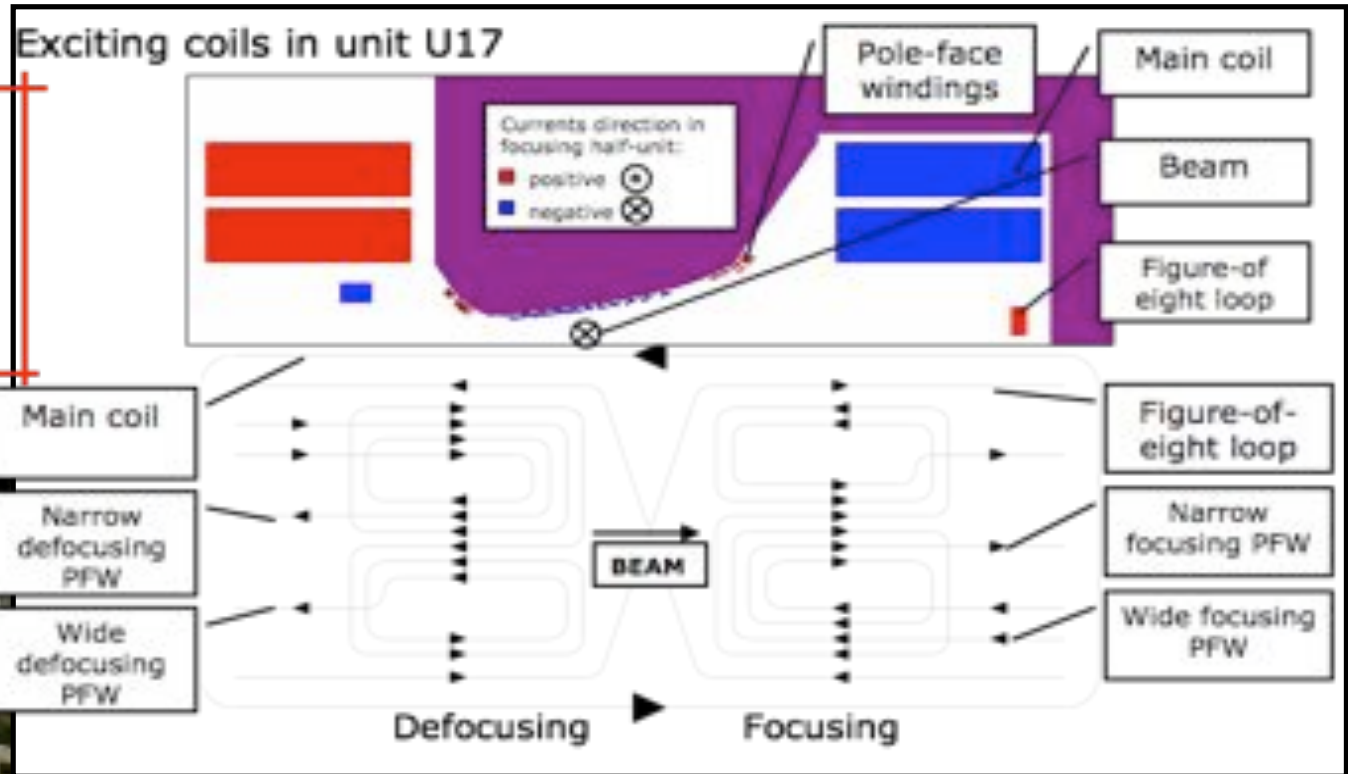 Exciting coils in unit U17
Pole-face
windings
Main coil
Currents direction in
focusing half-unit:
positive
negative
Beam
Figure-of
eight loop
Main coil
Figure-of-
eight loop
Narrow
defocusing
PFW
BEAM
Narrow
focusing PFW
Wide
defocusing
PFW
Wide focusing
PFW
Defocusing
Focusing